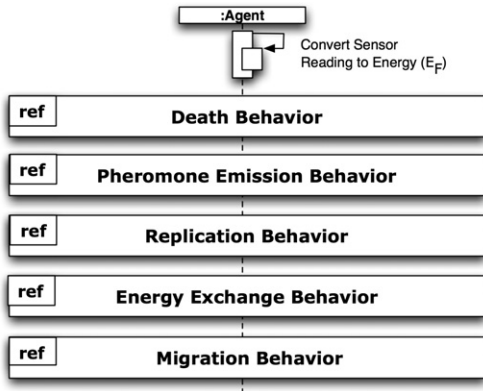 :Agent
Convert Sensor
Reading to Energy (E_F)
ref
Death Behavior
ref
Pheromone Emission Behavior
ref
Replication Behavior
ref
Energy Exchange Behavior
ref
Migration Behavior